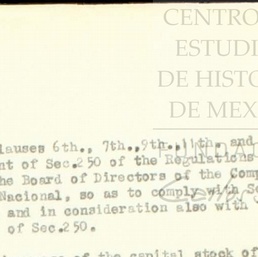 CENTRO
ESTUDI
DE HISTO
DE MEX
lauses 6th., 7th., 9th., 11th. and
nt of Sec.250 of the Regulations
he Board of Directors of the Comp
Nacional, so as to comply with Se
and in consideration also with
of Sec.250.
of the capital stock of